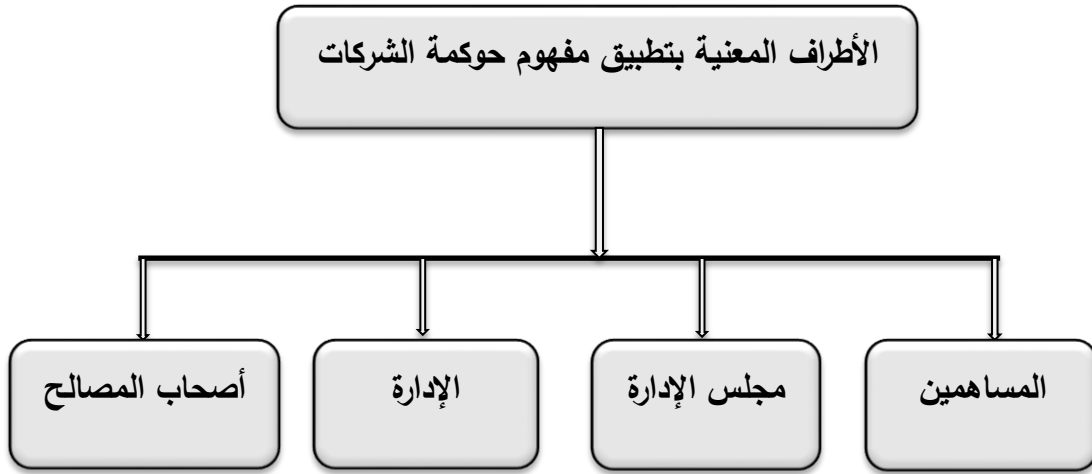 الأطراف المعنية بتطبيق مفهوم حوكمة الشركات
المساهمين
مجلس الإدارة
الإدارة
أصحاب المصالح